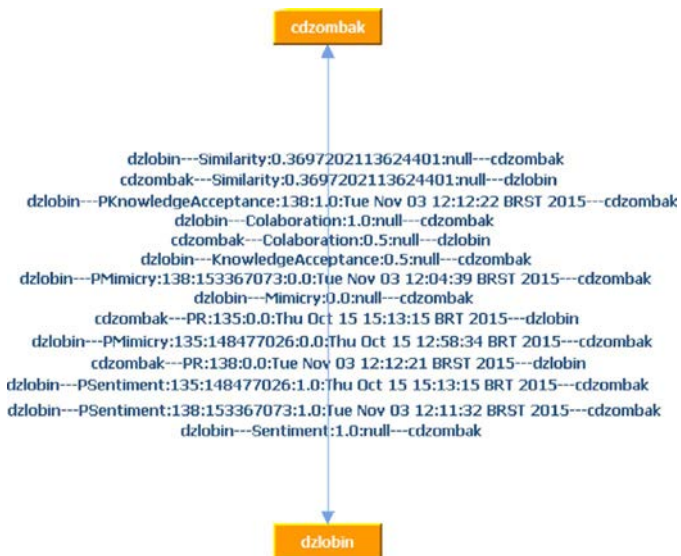 cdzombak
dzlobin---Similarity:0.3697202113624401:null---cdzombak
cdzombak---Similarity:0.3697202113624401:null---dzlobin
dzlobin---PKnowledgeAcceptance:138:1.0:Tue Nov 03 12:12:22 BRST 2015---cdzombak
dzlobin---Colaboration:1.0:null---cdzombak
cdzombak---Colaboration:0.5:null---dzlobin
dzlobin---KnowledgeAcceptance:0.5:null---cdzombak
dzlobin---PMimicry:138:153367073:0.0:Tue Nov 03 12:04:39 BRST 2015---cdzombak
dzlobin---Mimicry:0.0:null---cdzombak
cdzombak---PR:135:0.0:Thu Oct 15 15:13:15 BRT 2015---dzlobin
dzlobin---PMimicry:135:148477026:0.0:Thu Oct 15 12:58:34 BRT 2015---cdzombak
cdzombak---PR:138:0.0:Tue Nov 03 12:12:21 BRST 2015---dzlobin
dzlobin---PSentiment:135:148477026:1.0:Thu Oct 15 15:13:15 BRT 2015---cdzombak
dzlobin---PSentiment:138:153367073:1.0:Tue Nov 03 12:11:32 BRST 2015---cdzombak
dzlobin---Sentiment:1.0:null---cdzombak
dzlobin